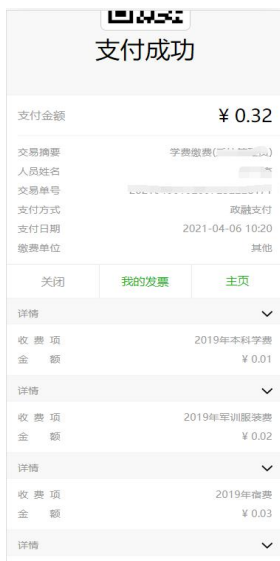 支付成功
支付金额 ¥ 0.32
交易摘要 学费缴费(
人员姓名
交易单号
支付方式 政融支付
支付日期 2021-04-06 10:20
缴费单位 其他
关闭 我的发票 主页
详情
收 费 项 2019年本科学费
金 额 ¥ 0.01
详情
收 费 项 2019年军训服装费
金 额 ¥ 0.02
详情
收 费 项 2019年宿费
金 额 ¥ 0.03
详情